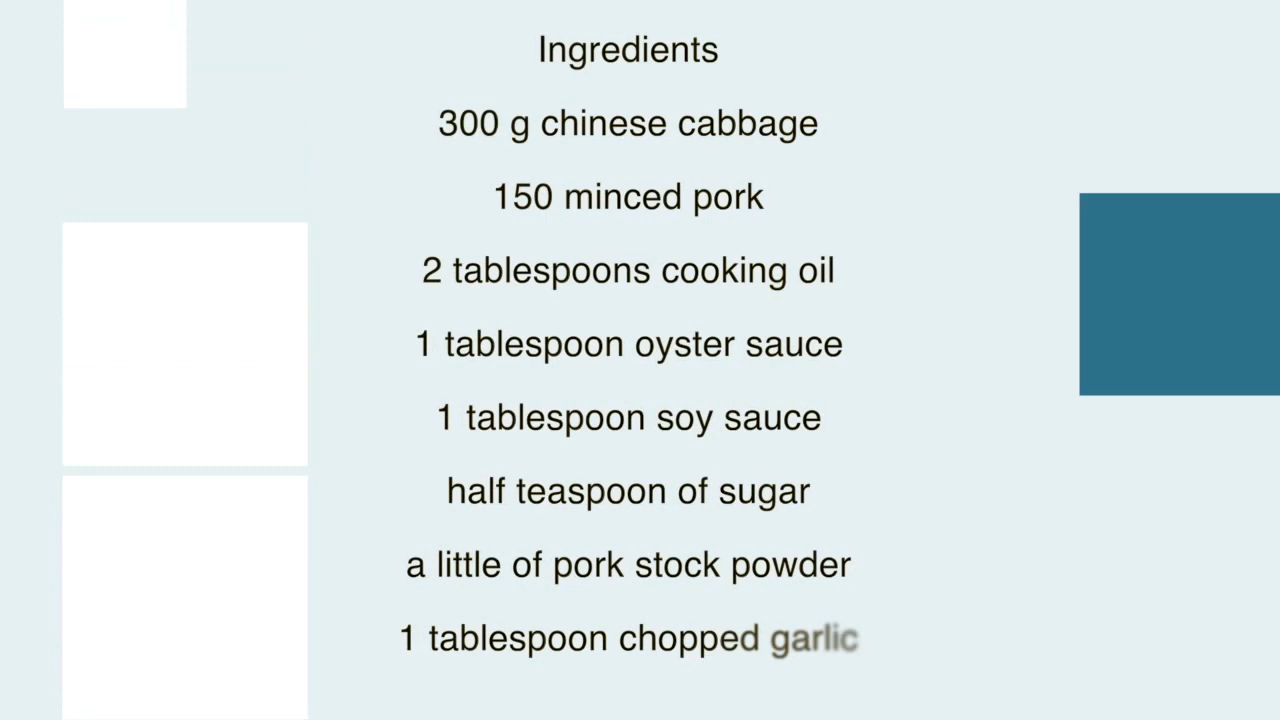 Ingredients
300 g chinese cabbage
150 minced pork
2 tablespoons cooking oil
1 tablespoon oyster sauce
1 tablespoon soy sauce
half teaspoon of sugar
a little of pork stock powder
1 tablespoon chopped garlic